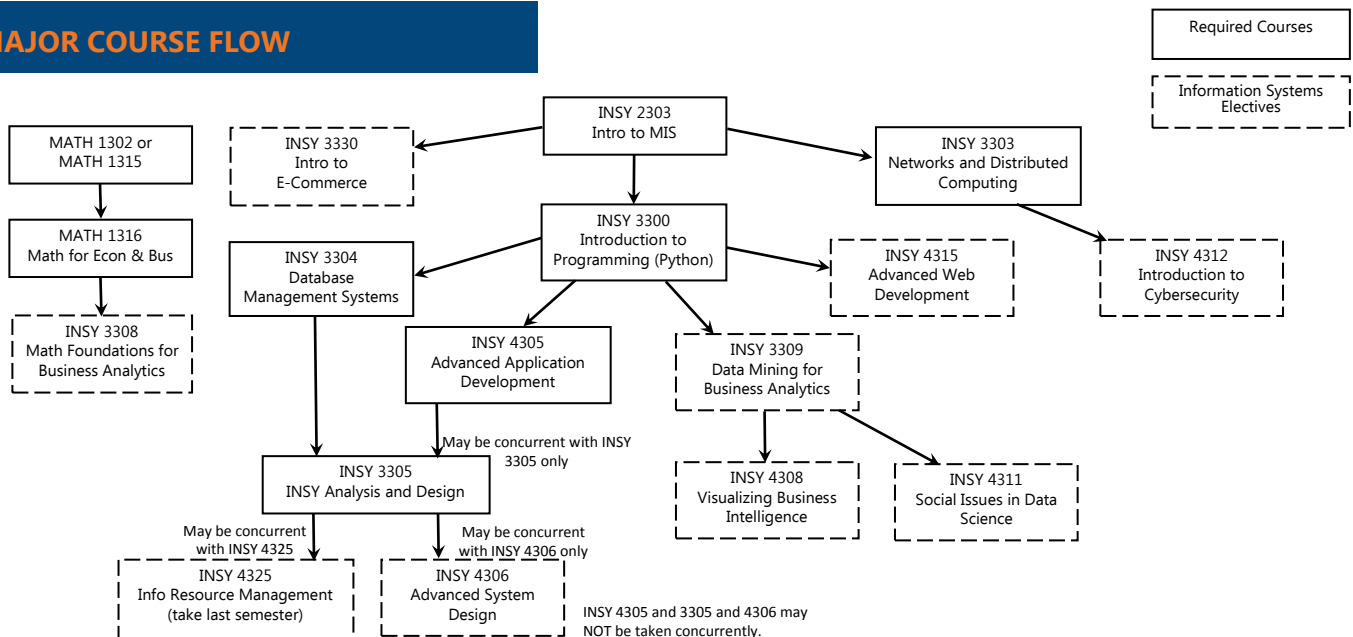 MAJOR COURSE FLOW
Required Courses
Information Systems
Electives
INSY 2303
Intro to MIS
MATH 1302 or
MATH 1315
INSY 3330
Intro to
E-Commerce
INSY 3303
Networks and Distributed
Computing
MATH 1316
Math for Econ & Bus
INSY 3300
Introduction to
Programming (Python)
INSY 3304
Database
Management Systems
INSY 4315
Advanced Web
Development
INSY 4312
Introduction to
Cybersecurity
INSY 3308
Math Foundations for
Business Analytics
INSY 4305
Advanced Application
Development
INSY 3309
Data Mining for
Business Analytics
May be concurrent with INSY
3305 only
INSY 3305
INSY Analysis and Design
INSY 4308
Visualizing Business
Intelligence
INSY 4311
Social Issues in Data
Science
May be concurrent
with INSY 4325
May be concurrent
with INSY 4306 only
INSY 4325
Info Resource Management
(take last semester)
INSY 4306
Advanced System
Design
INSY 4305 and 3305 and 4306 may
NOT be taken concurrently.